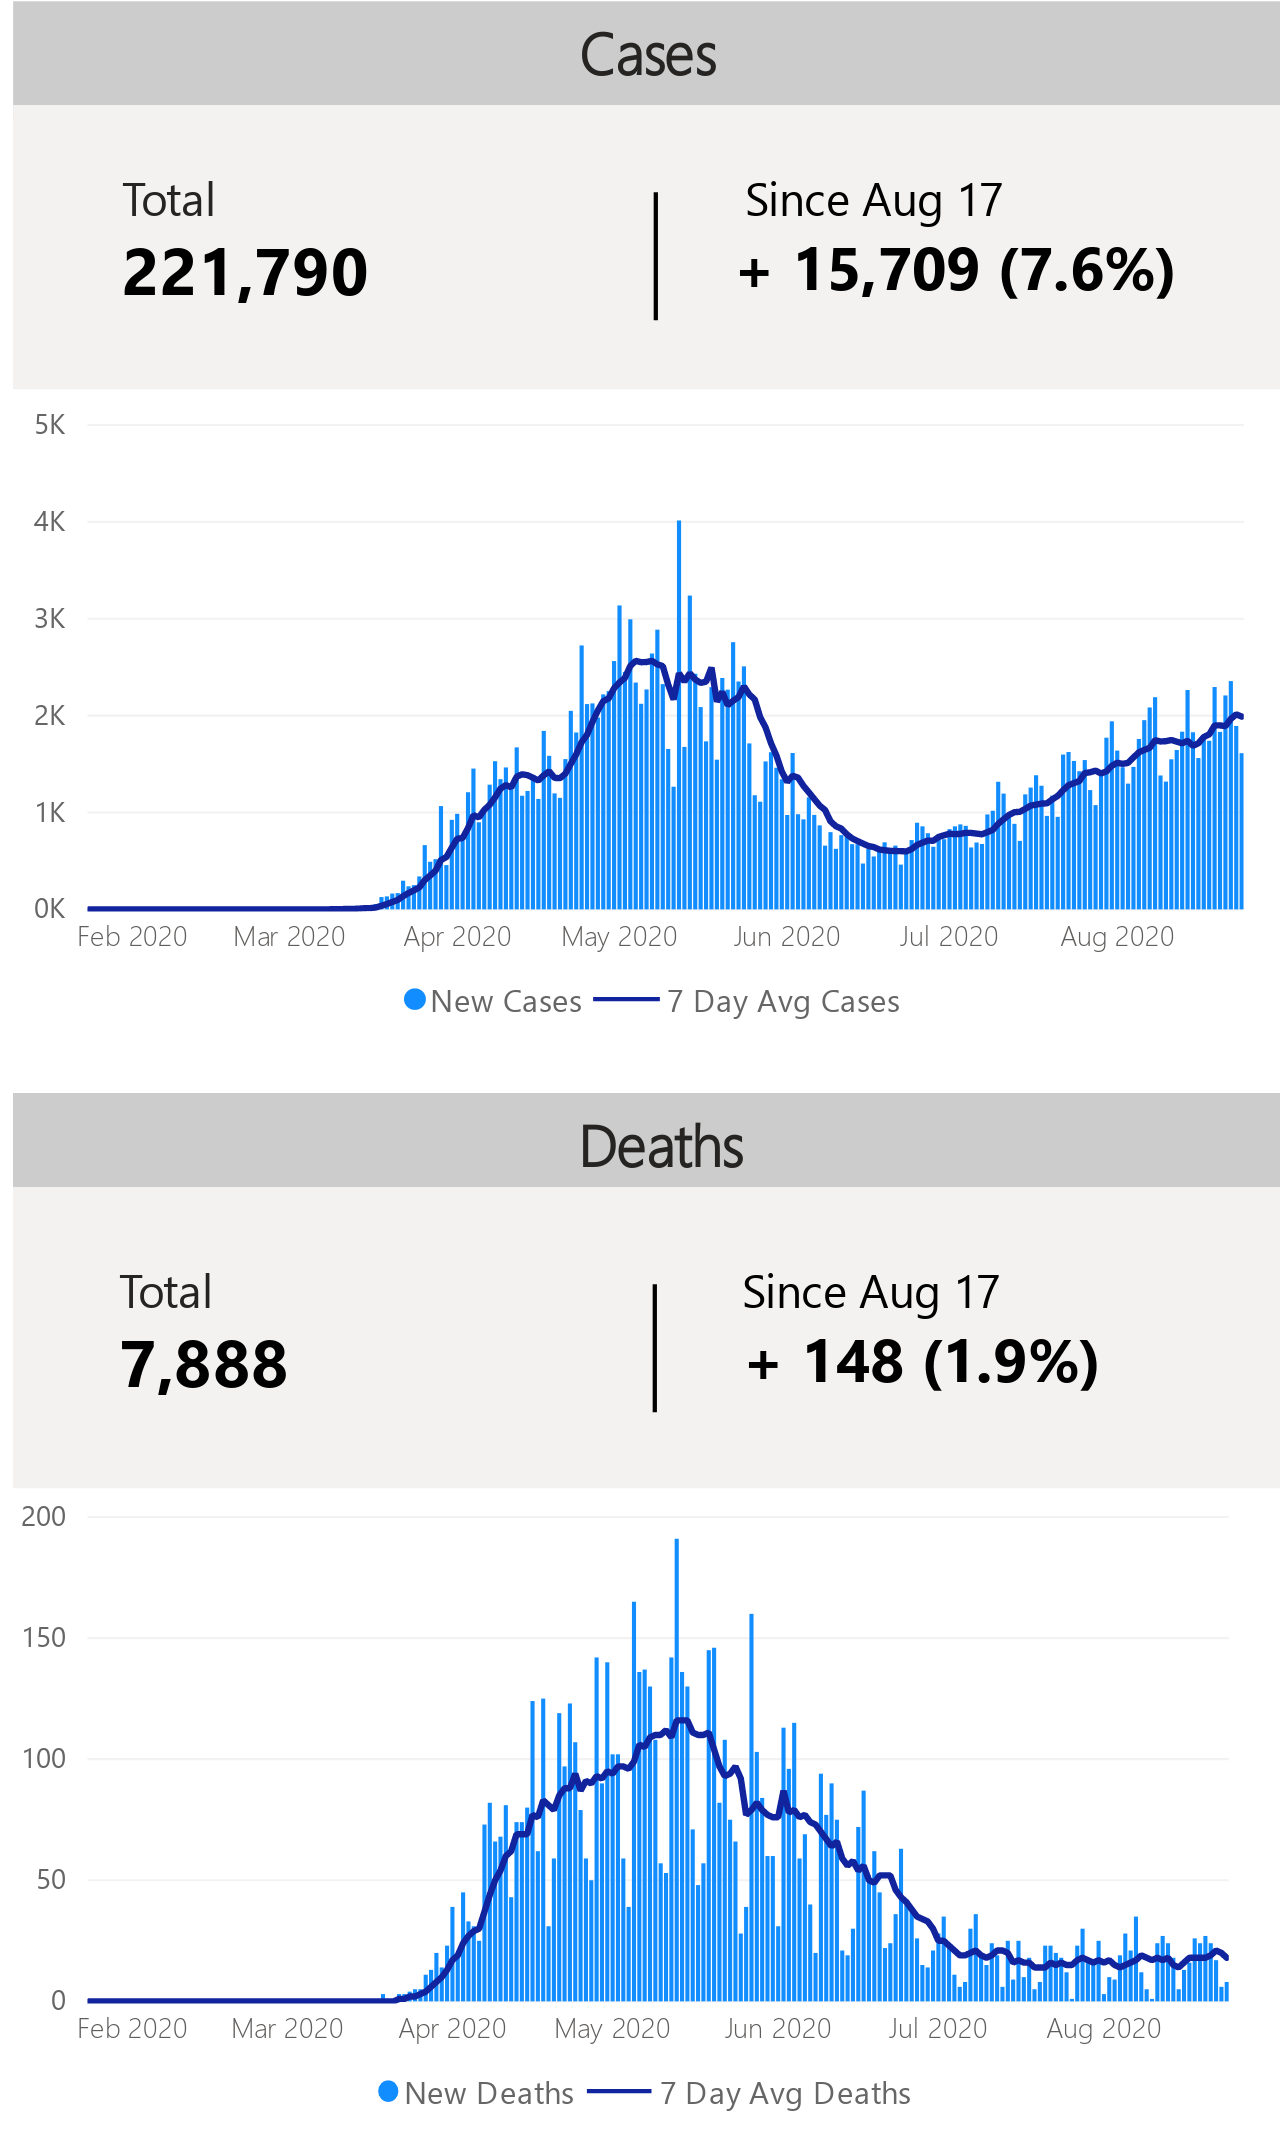 Cases
Total
Since Aug 17
221,790
+ 15,709 (7.6%)
5K
4K
3K
2K
1K
0K
Feb 2020 Mar 2020 Apr 2020 May 2020 Jun 2020 Jul 2020 Aug 2020
New Cases 7 Day Avg Cases
Deaths
Total
Since Aug 17
7,888
+ 148 (1.9%)
200
150
100
50
0
Feb 2020 Mar 2020 Apr 2020 May 2020 Jun 2020 Jul 2020 Aug 2020
New Deaths 7 Day Avg Deaths